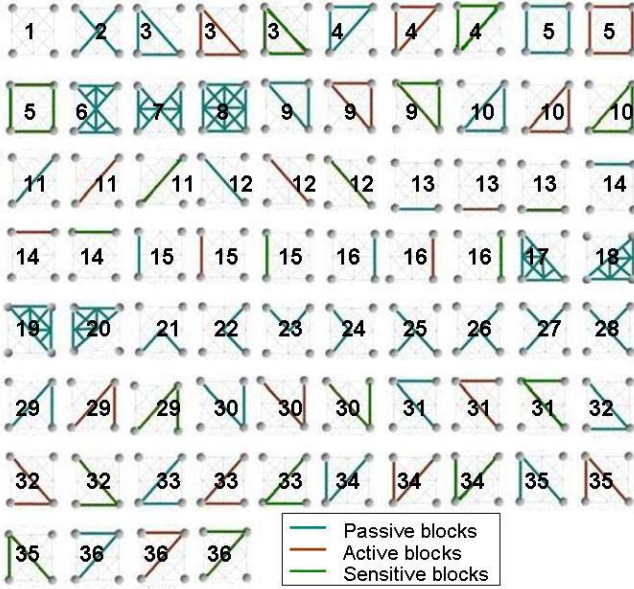 1 2 3 3 3 4 4 4 5 5
5 6 7 8 9 9 9 10 10 10
11 11 11 12 12 12 13 13 13 14
14 14 15 15 15 16 16 16 17 18
19 20 21 22 23 24 25 26 27 28
29 29 29 30 30 30 31 31 31 32
32 32 33 33 33 34 34 34 35 35
35 36 36 36
Passive blocks
Active blocks
Sensitive blocks